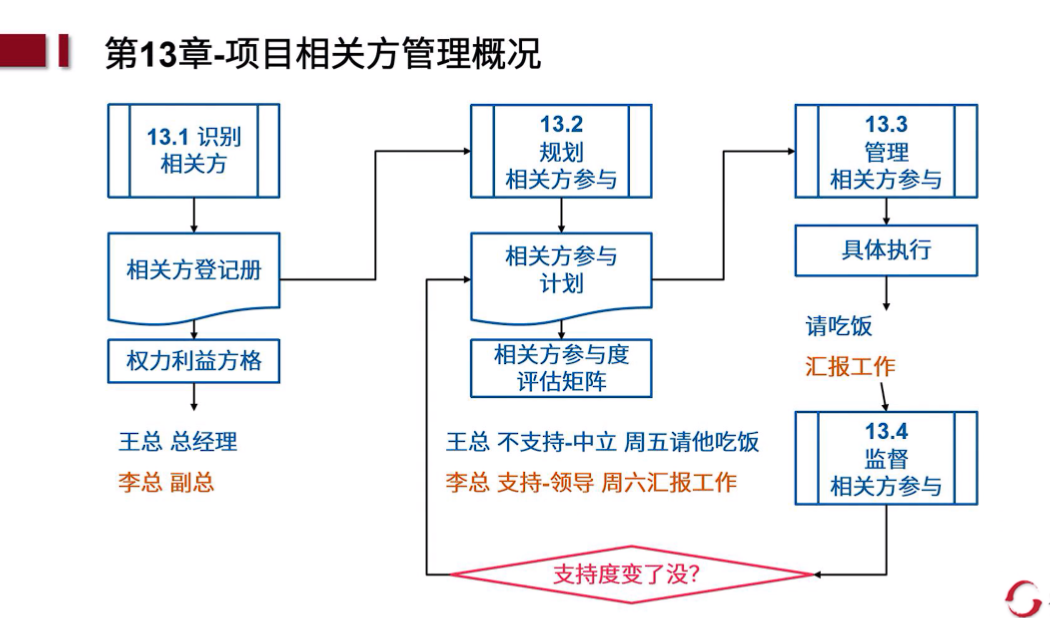 第13章-项目相关方管理概况
13.1 识别
相关方
13.2
规划
相关方参与
13.3
管理
相关方参与
相关方登记册
相关方参与
计划
具体执行
权力利益方格
相关方参与度
评估矩阵
请吃饭
汇报工作
王总 总经理
李总 副总
王总 不支持-中立 周五请他吃饭
李总 支持-领导 周六汇报工作
13.4
监督
相关方参与
支持度变了没?